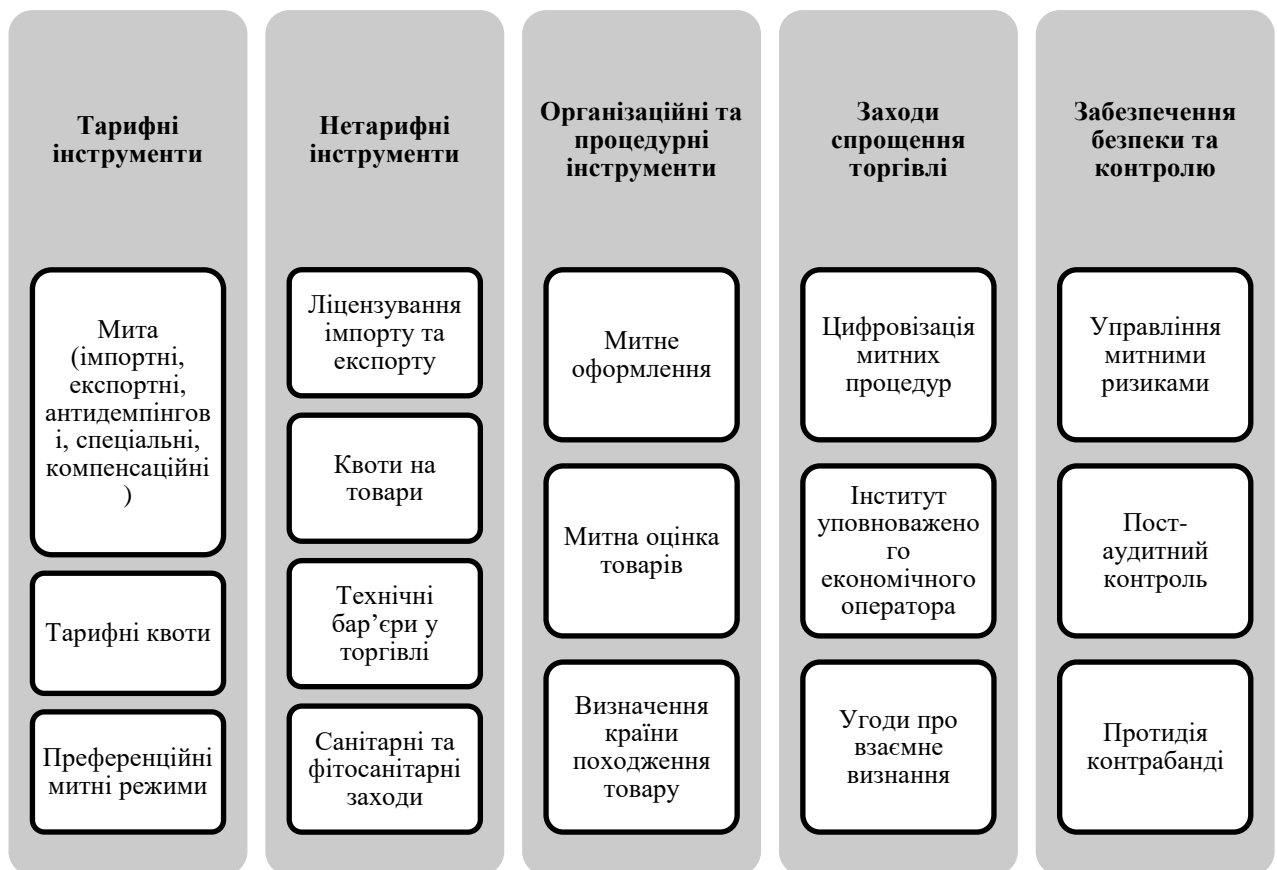 Тарифні
інструменти
Мита
(імпортні,
експортні,
антидемпінгов
і, спеціальні,
компенсаційні
)
Тарифні квоти
Преференційні
митні режими
Нетарифні
інструменти
Ліцензування
імпорту та
експорту
Квоти на
товари
Технічні
бар’єри у
торгівлі
Санітарні та
фітосанітарні
заходи
Організаційні та
процедурні
інструменти
Митне
оформлення
Митна оцінка
товарів
Визначення
країни
походження
товару
Заходи
спрощення
торгівлі
Цифровізація
митних
процедур
Інститут
уповноважено
го
економічного
оператора
Угоди про
взаємне
визнання
Забезпечення
безпеки та
контролю
Управління
митними
ризиками
Пост-
аудитний
контроль
Протидія
контрабанді